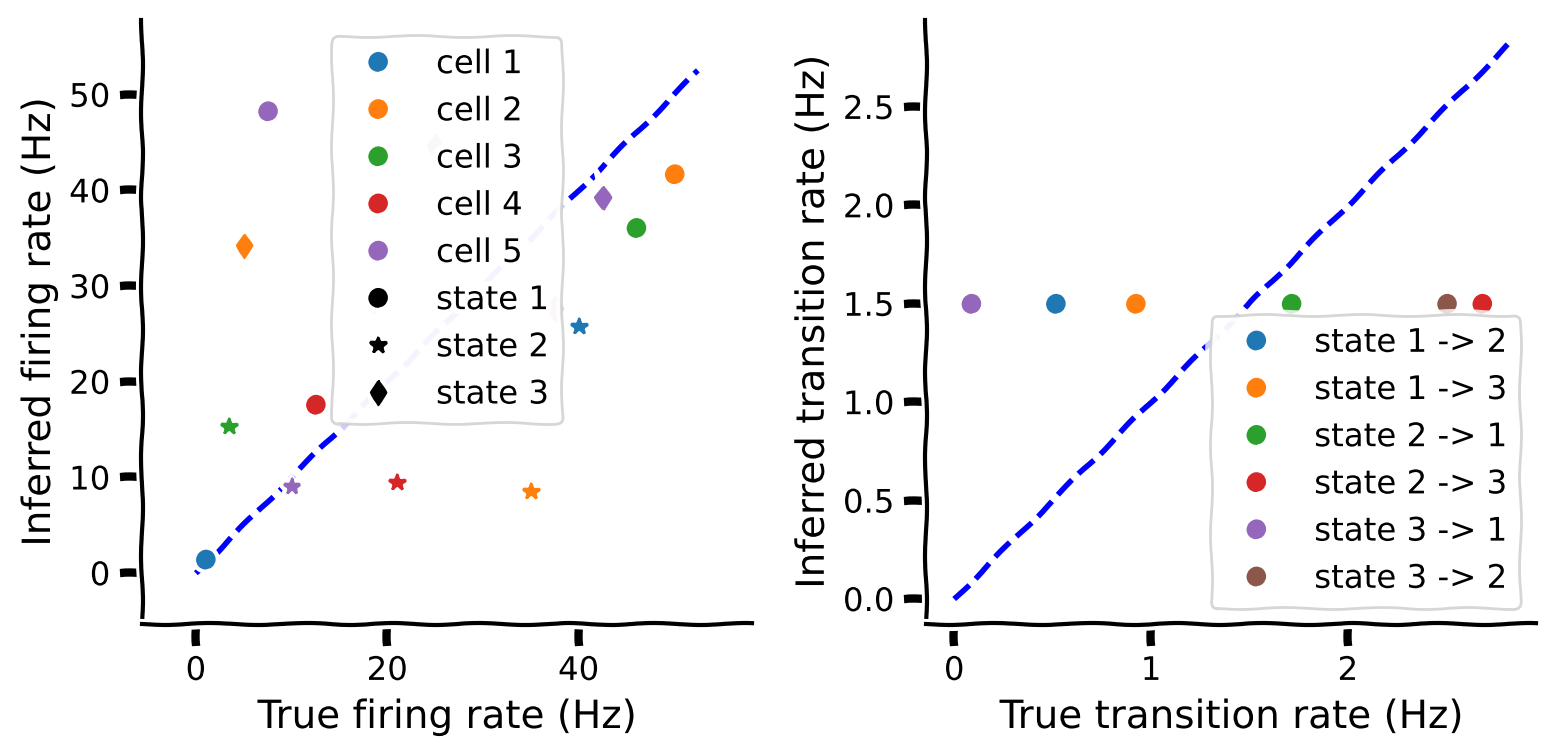 Inferred firing rate (Hz)
50
40
30
20
10
0
cell 1
cell 2
cell 3
cell 4
cell 5
state 1
state 2
state 3
0
20
40
True firing rate (Hz)
Inferred transition rate (Hz)
2.5
2.0
1.5
1.0
0.5
0.0
state 1 -> 2
state 1 -> 3
state 2 -> 1
state 2 -> 3
state 3 -> 1
state 3 -> 2
0
1
2
True transition rate (Hz)